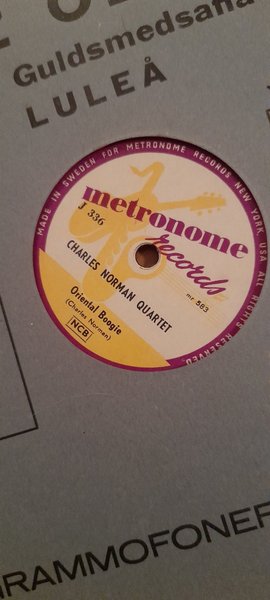 Guldsmedsaffä
LULEÅ
MADE IN SWEDEN FOR METRONOME RECORDS NEW YORK, USA ALL RIGHTS RESERVED
metronome
records
J 336
mr 583
CHARLES NORMAN QUARTET
Oriental Boogie
(Charles Norman)
NCB
GRAMMOFONER